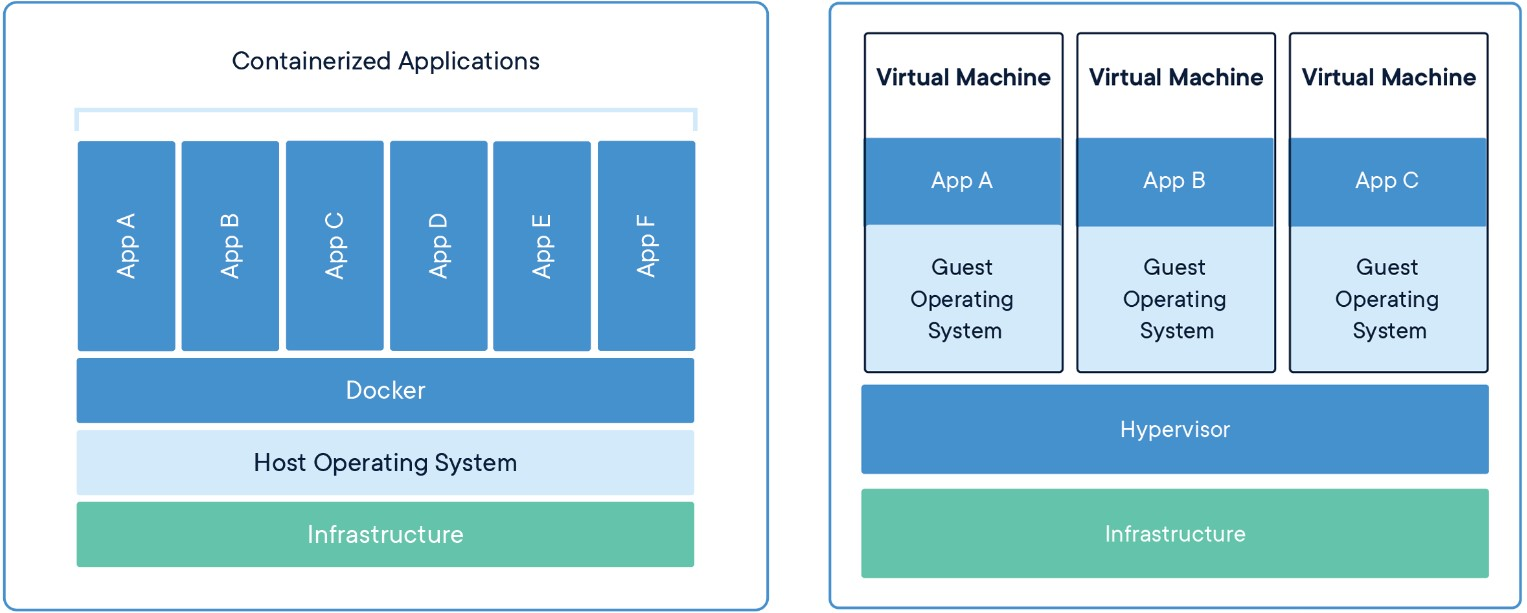 Containerized Applications
App A
App B
App C
App D
App E
App F
Docker
Host Operating System
Infrastructure
Virtual Machine
App A
Guest
Operating
System
Virtual Machine
App B
Guest
Operating
System
Virtual Machine
App C
Guest
Operating
System
Hypervisor
Infrastructure